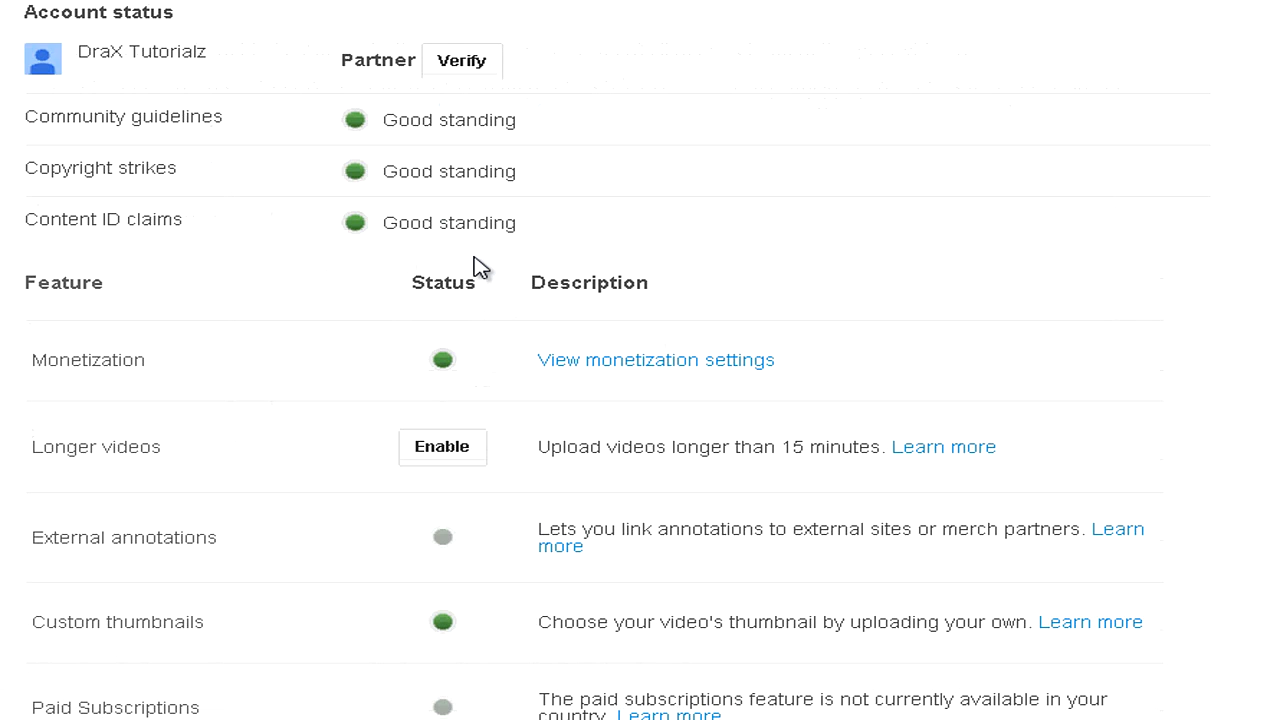 Account status
DraX Tutorialz
Partner Verify
Community guidelines Good standing
Copyright strikes Good standing
Content ID claims Good standing
Feature Status Description
Monetization View monetization settings
Longer videos Enable Upload videos longer than 15 minutes. Learn more
External annotations Lets you link annotations to external sites or merch partners. Learn
more
Custom thumbnails Choose your video's thumbnail by uploading your own. Learn more
Paid Subscriptions The paid subscriptions feature is not currently available in your
country. Learn more